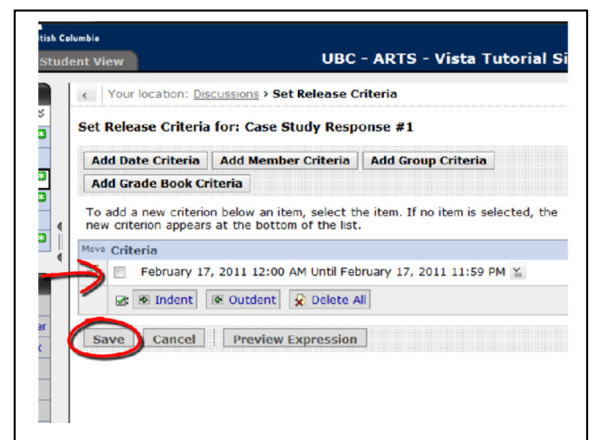 tish Columbia
Student View UBC - ARTS - Vista Tutorial Si
Your location: Discussions › Set Release Criteria
Set Release Criteria for: Case Study Response #1
Add Date Criteria Add Member Criteria Add Group Criteria
Add Grade Book Criteria
To add a new criterion below an item, select the item. If no item is selected, the
new criterion appears at the bottom of the list.
Move Criteria
February 17, 2011 12:00 AM Until February 17, 2011 11:59 PM
Indent Outdent Delete All
Save Cancel Preview Expression